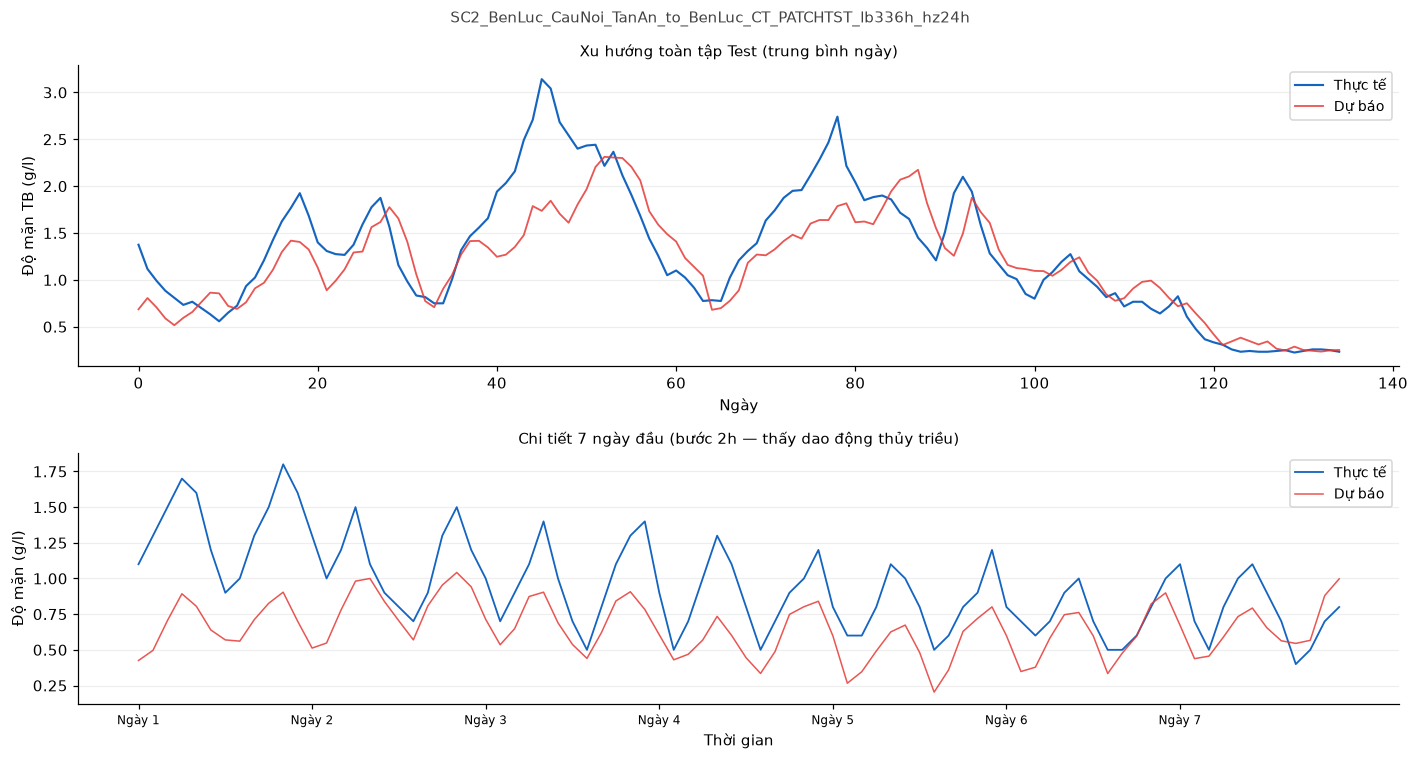 SC2_BenLuc_CauNoi_TanAn_to_BenLuc_CT_PATCHTST_lb336h_hz24h
Xu hướng toàn tập Test (trung bình ngày)
Thực tế
Dự báo
Độ mặn TB (g/l)
3.0
2.5
2.0
1.5
1.0
0.5
0 20 40 60 80 100 120 140
Ngày
Chi tiết 7 ngày đầu (bước 2h — thấy dao động thủy triều)
Thực tế
Dự báo
Độ mặn (g/l)
1.75
1.50
1.25
1.00
0.75
0.50
0.25
Ngày 1 Ngày 2 Ngày 3 Ngày 4 Ngày 5 Ngày 6 Ngày 7
Thời gian